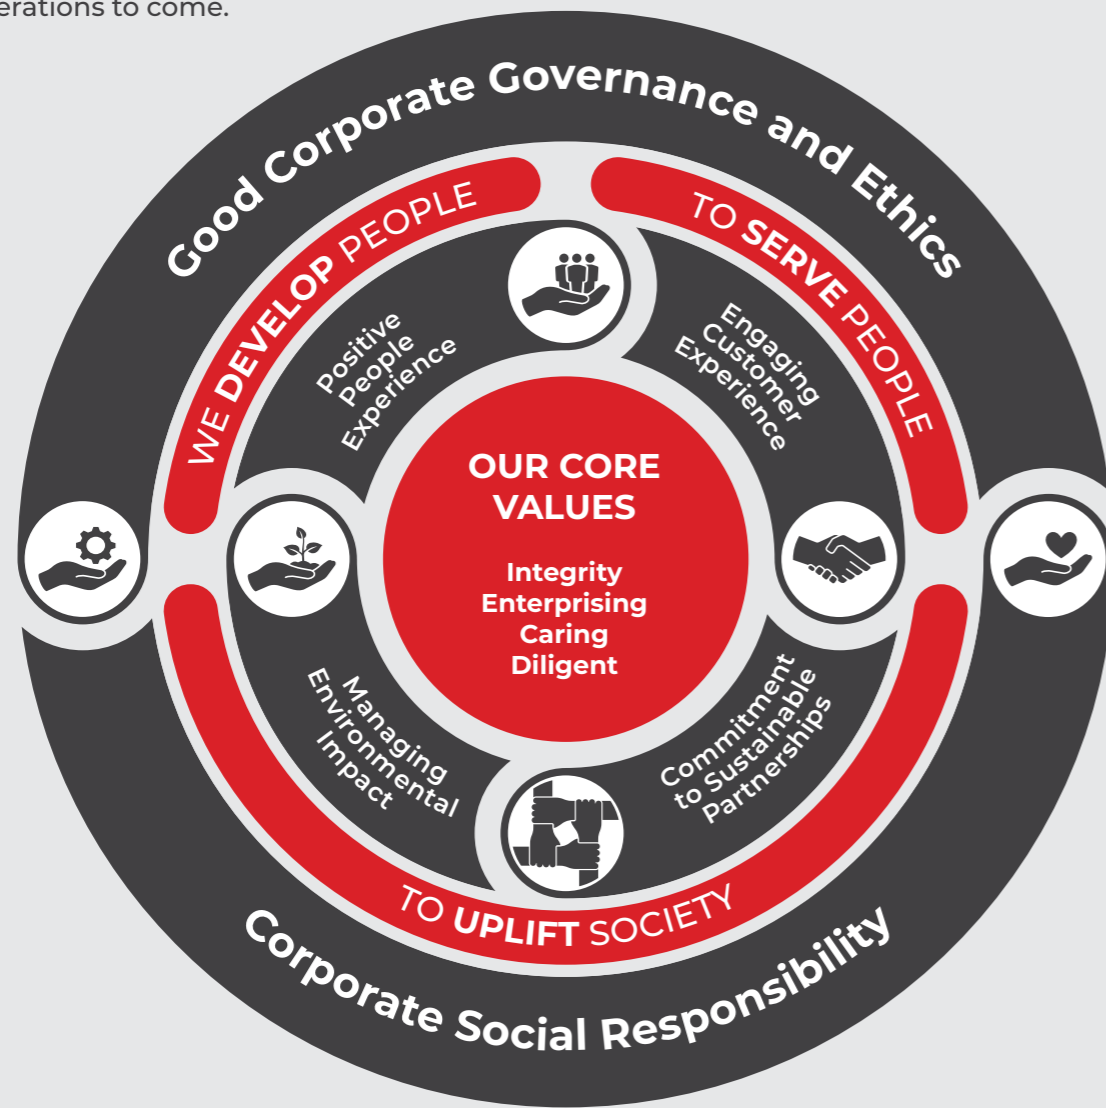 erations to come.
Good Corporate Governance and Ethics
WE DEVELOP PEOPLE
TO SERVE PEOPLE
Positive
People
Experience
Engaging
Customer
Experience
OUR CORE
VALUES
Integrity
Enterprising
Caring
Diligent
Managing
Environmental
Impact
Commitment
to Sustainable
Partnerships
TO UPLIFT SOCIETY
Corporate Social Responsibility